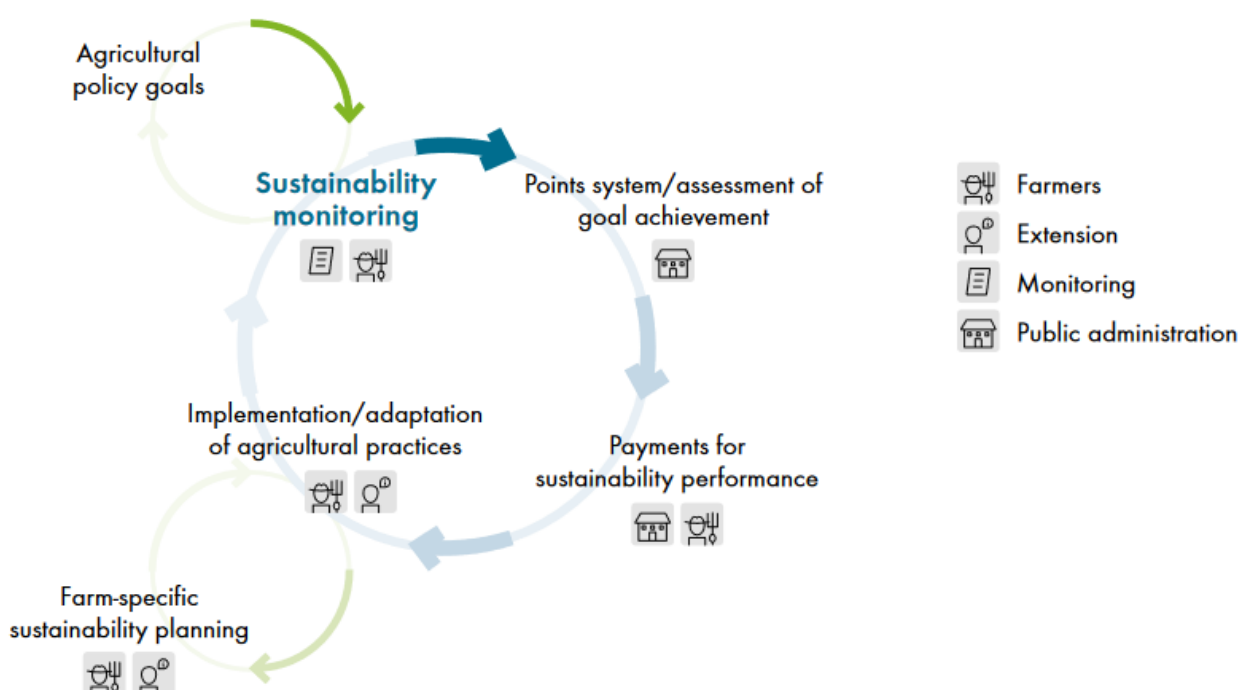 Agricultural
policy goals
Sustainability
monitoring
Points system/assessment of
goal achievement
Farmers
Extension
Monitoring
Public administration
Implementation/adaptation
of agricultural practices
Payments for
sustainability performance
Farm-specific
sustainability planning